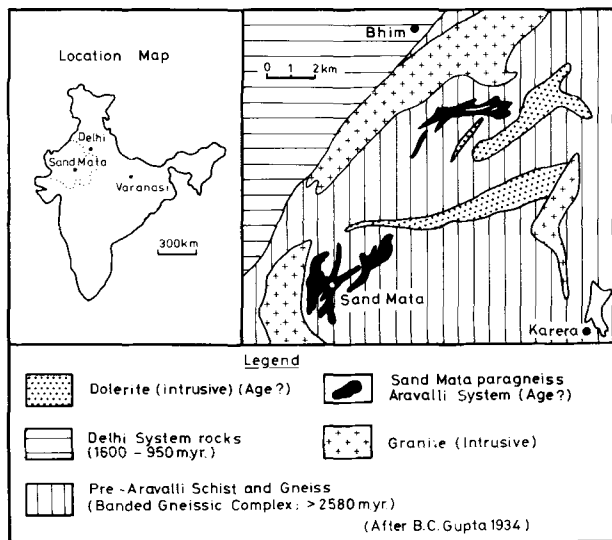 Location Map
Delhi
Sand Mata
Varanasi
300km
Bhim
0 1 2km
Sand Mata
Karera
Legend
Dolerite (intrusive) (Age?)
Sand Mata paragneiss
Aravalli System (Age?)
Delhi System rocks
(1600 - 950 myr.)
Granite (Intrusive)
Pre-Aravalli Schist and Gneiss
(Banded Gneissic Complex; > 2580 myr.)
(After B.C. Gupta 1934)